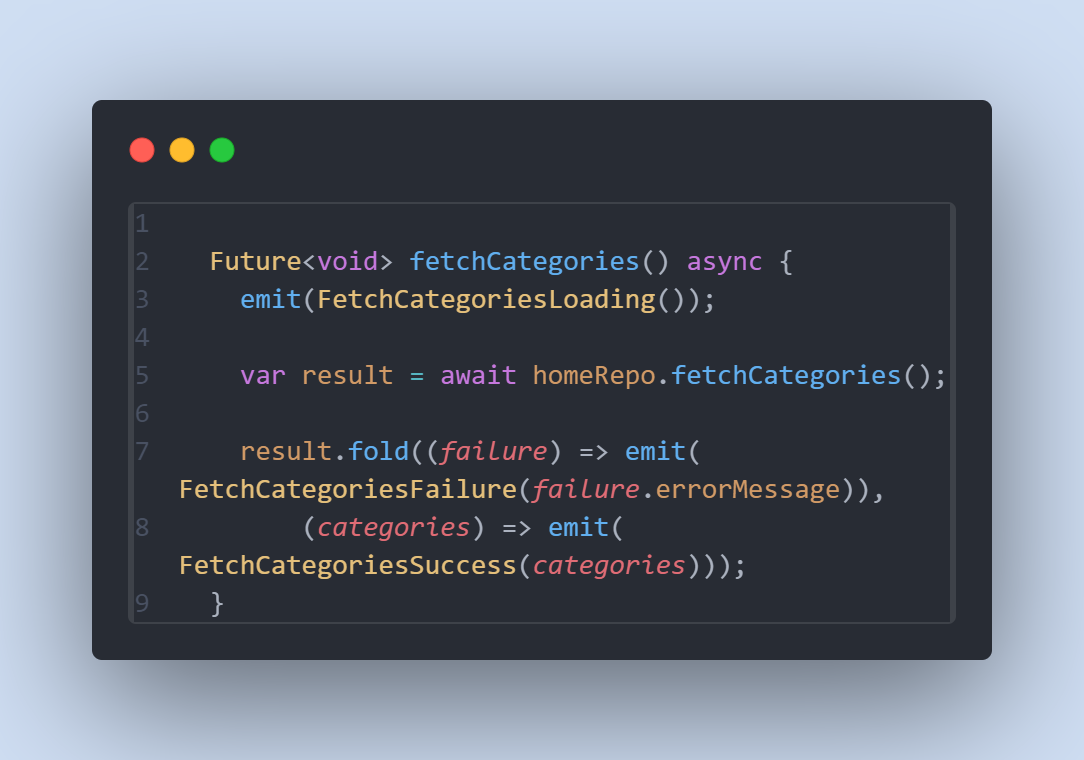 1
2 Future<void> fetchCategories() async {
3 emit(FetchCategoriesLoading());
4
5 var result = await homeRepo.fetchCategories();
6
7 result.fold((failure) => emit(
FetchCategoriesFailure(failure.errorMessage)),
8 (categories) => emit(
FetchCategoriesSuccess(categories)));
9 }